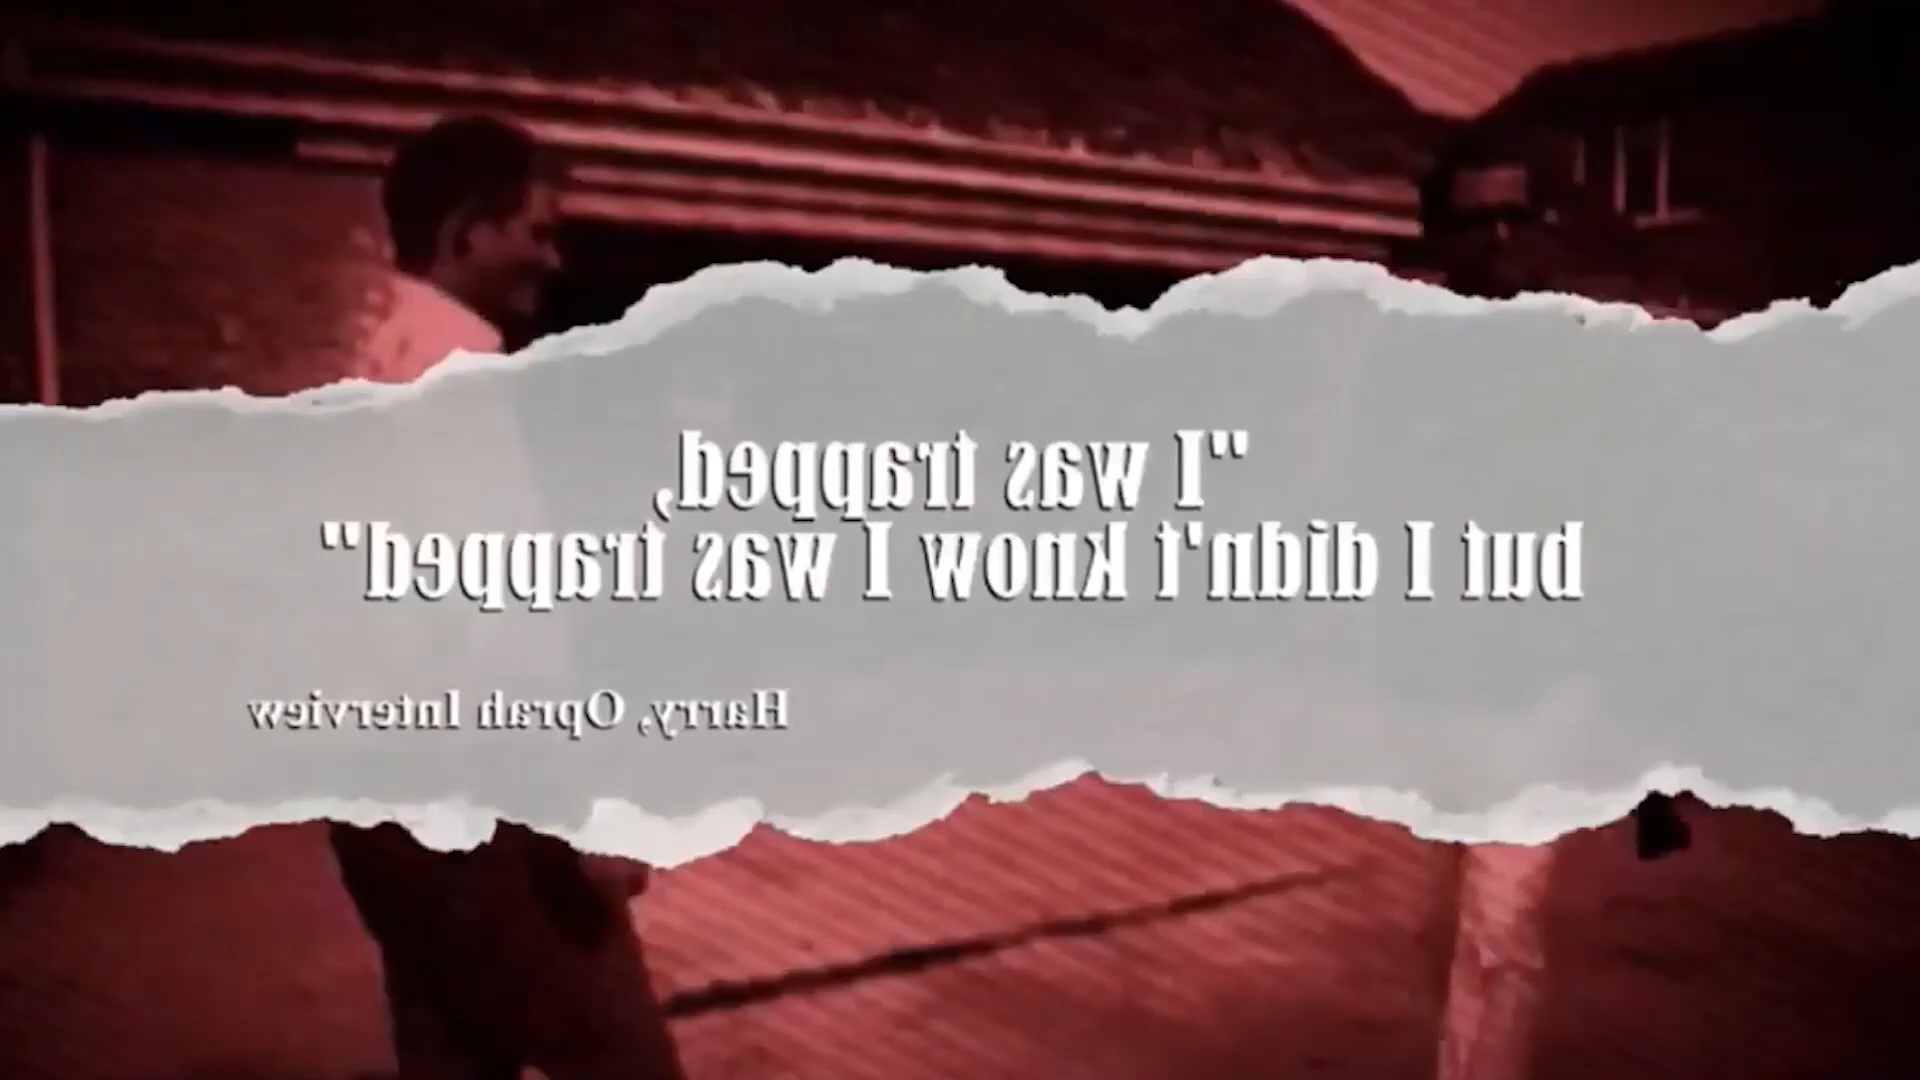 "I was trapped,
but I didn't know I was trapped"
Harry, Oprah Interview